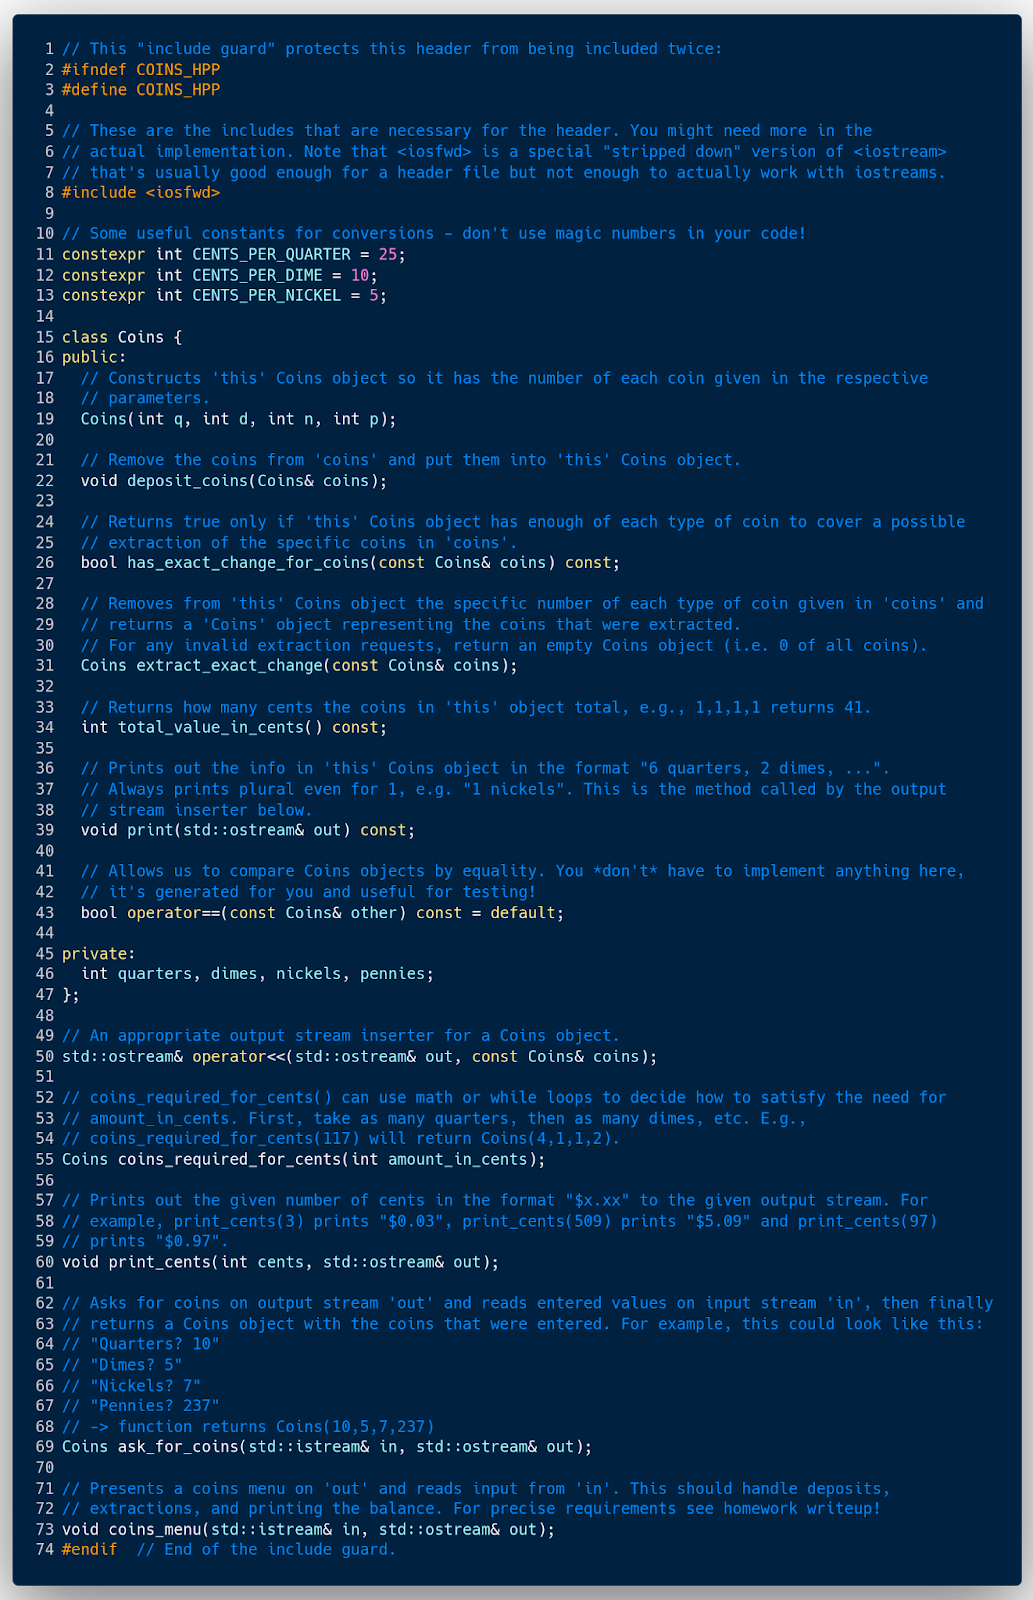 1 // This "include guard" protects this header from being included twice:
2 #ifndef COINS_HPP
3 #define COINS_HPP
4
5 // These are the includes that are necessary for the header. You might need more in the
6 // actual implementation. Note that <iosfwd> is a special "stripped down" version of <iostream>
7 // that's usually good enough for a header file but not enough to actually work with iostreams.
8 #include <iosfwd>
9
10 // Some useful constants for conversions – don't use magic numbers in your code!
11 constexpr int CENTS_PER_QUARTER = 25;
12 constexpr int CENTS_PER_DIME = 10;
13 constexpr int CENTS_PER_NICKEL = 5;
14
15 class Coins {
16 public:
17   // Constructs 'this' Coins object so it has the number of each coin given in the respective
18   // parameters.
19   Coins(int q, int d, int n, int p);
20
21   // Remove the coins from 'coins' and put them into 'this' Coins object.
22   void deposit_coins(Coins& coins);
23
24   // Returns true only if 'this' Coins object has enough of each type of coin to cover a possible
25   // extraction of the specific coins in 'coins'.
26   bool has_exact_change_for_coins(const Coins& coins) const;
27
28   // Removes from 'this' Coins object the specific number of each type of coin given in 'coins' and
29   // returns a 'Coins' object representing the coins that were extracted.
30   // For any invalid extraction requests, return an empty Coins object (i.e. 0 of all coins).
31   Coins extract_exact_change(const Coins& coins);
32
33   // Returns how many cents the coins in 'this' object total, e.g., 1,1,1,1 returns 41.
34   int total_value_in_cents() const;
35
36   // Prints out the info in 'this' Coins object in the format "6 quarters, 2 dimes, ...".
37   // Always prints plural even for 1, e.g. "1 nickels". This is the method called by the output
38   // stream inserter below.
39   void print(std::ostream& out) const;
40
41   // Allows us to compare Coins objects by equality. You *don't* have to implement anything here,
42   // it's generated for you and useful for testing!
43   bool operator==(const Coins& other) const = default;
44
45 private:
46   int quarters, dimes, nickels, pennies;
47 };
48
49 // An appropriate output stream inserter for a Coins object.
50 std::ostream& operator<<(std::ostream& out, const Coins& coins);
51
52 // coins_required_for_cents() can use math or while loops to decide how to satisfy the need for
53 // amount_in_cents. First, take as many quarters, then as many dimes, etc. E.g.,
54 // coins_required_for_cents(117) will return Coins(4,1,1,2).
55 Coins coins_required_for_cents(int amount_in_cents);
56
57 // Prints out the given number of cents in the format "$x.xx" to the given output stream. For
58 // example, print_cents(3) prints "$0.03", print_cents(509) prints "$5.09" and print_cents(97)
59 // prints "$0.97".
60 void print_cents(int cents, std::ostream& out);
61
62 // Asks for coins on output stream 'out' and reads entered values on input stream 'in', then finally
63 // returns a Coins object with the coins that were entered. For example, this could look like this:
64 // "Quarters? 10"
65 // "Dimes? 5"
66 // "Nickels? 7"
67 // "Pennies? 237"
68 // -> function returns Coins(10,5,7,237)
69 Coins ask_for_coins(std::istream& in, std::ostream& out);
70
71 // Presents a coins menu on 'out' and reads input from 'in'. This should handle deposits,
72 // extractions, and printing the balance. For precise requirements see homework writeup!
73 void coins_menu(std::istream& in, std::ostream& out);
74 #endif  // End of the include guard.